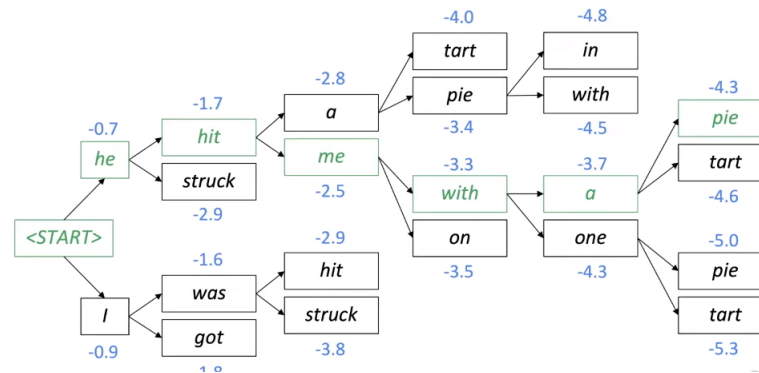 -4.0
-4.8
tart
in
-2.8
-1.7
a
pie
with
-4.3
-0.7
hit
-3.4
-4.5
pie
he
me
-3.3
-3.7
struck
-2.5
with
a
tart
-2.9
-4.6
<START>
-2.9
on
one
-1.6
hit
-3.5
-4.3
-5.0
was
pie
I
struck
tart
got
-0.9
-3.8
-5.3
-1.8